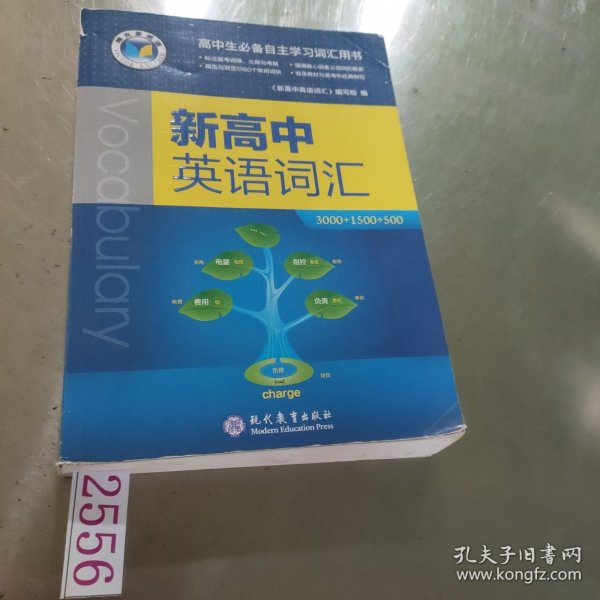 高中生必备自主学习词汇用书
《新高中英语词汇》编写组 编
Vocabulary
新高中
英语词汇
3000+1500+500
电量
指控
费用
负责
负荷
load
charge
现代教育出版社
Modern Education Press
2556
孔夫子旧书网
www.kongfz.com